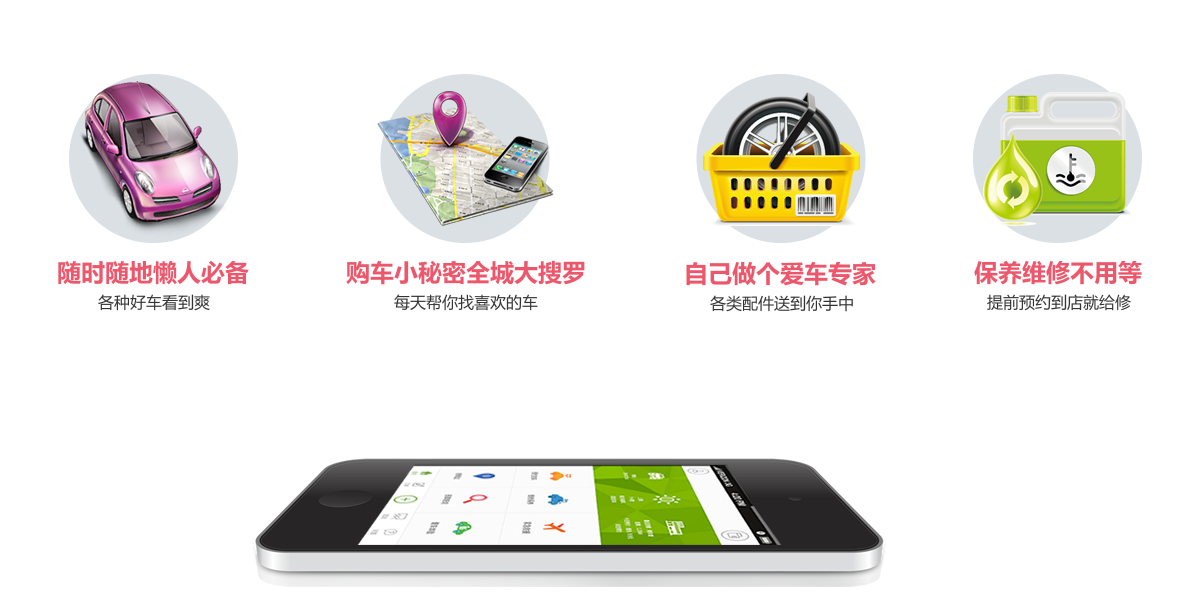 随时随地懒人必备
各种好车看到爽
购车小秘密全城大搜罗
每天帮你找喜欢的车
自己做个爱车专家
各类配件送到你手中
保养维修不用等
提前预约到店就给修